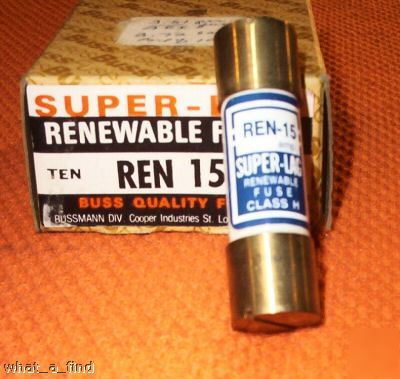 SUPER-L
RENEWABLE F
TEN REN 15
BUSS QUALITY F
BUSSMANN DIV Cooper Industries St. Lo
REN-15
amp
SUPER-LAG
RENEWABLE
FUSE
CLASS H
what_a_find